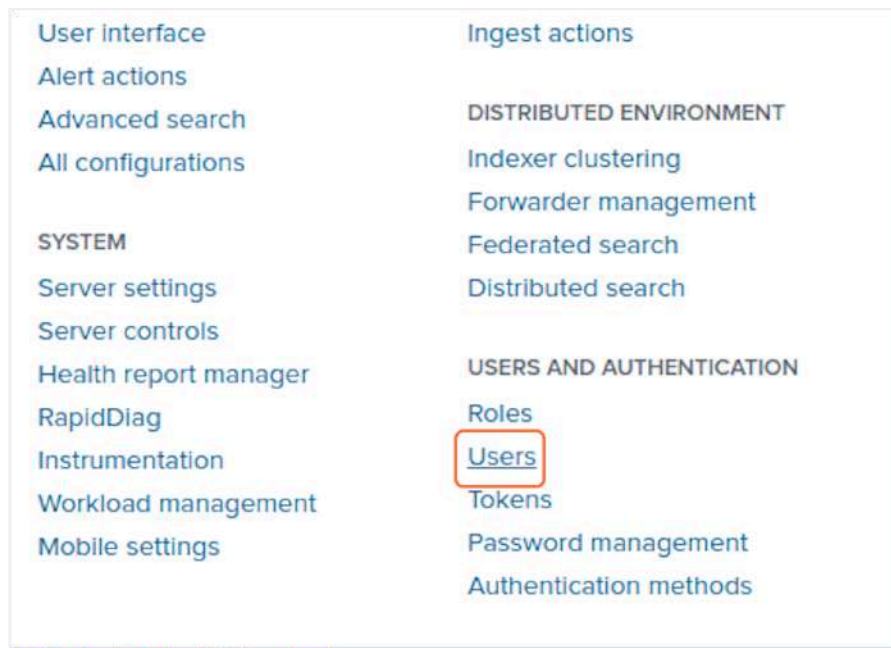 User interface
Alert actions
Advanced search
All configurations
SYSTEM
Server settings
Server controls
Health report manager
RapidDiag
Instrumentation
Workload management
Mobile settings
Ingest actions
DISTRIBUTED ENVIRONMENT
Indexer clustering
Forwarder management
Federated search
Distributed search
USERS AND AUTHENTICATION
Roles
Users
Tokens
Password management
Authentication methods